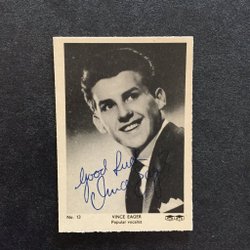 Good Luck
Vince Eager
No. 13
VINCE EAGER
Popular vocalist